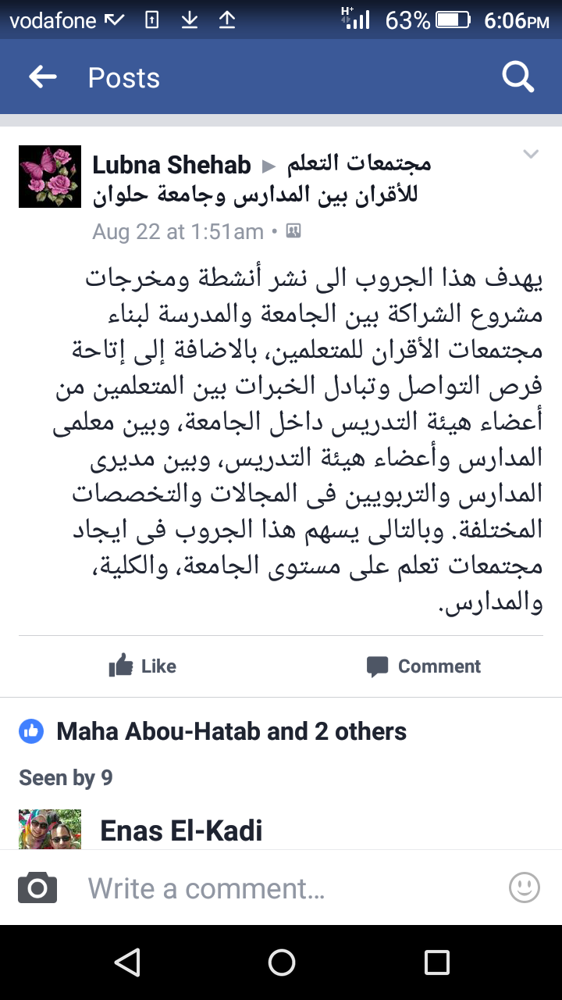 vodafone
H+
63%
6:06PM
Posts
Lubna Shehab ▶ مجتمعات التعلم
للأقران بين المدارس وجامعة حلوان
Aug 22 at 1:51am •
يهدف هذا الجروب الى نشر أنشطة ومخرجات
مشروع الشراكة بين الجامعة والمدرسة لبناء
مجتمعات الأقران للمتعلمين، بالاضافة إلى إتاحة
فرص التواصل وتبادل الخبرات بين المتعلمين من
أعضاء هيئة التدريس داخل الجامعة، وبين معلمى
المدارس وأعضاء هيئة التدريس، وبين مديرى
المدارس والتربويين فى المجالات والتخصصات
المختلفة. وبالتالى يسهم هذا الجروب فى ايجاد
مجتمعات تعلم على مستوى الجامعة، والكلية،
والمدارس.
Like
Comment
Maha Abou-Hatab and 2 others
Seen by 9
Enas El-Kadi
Write a comment...